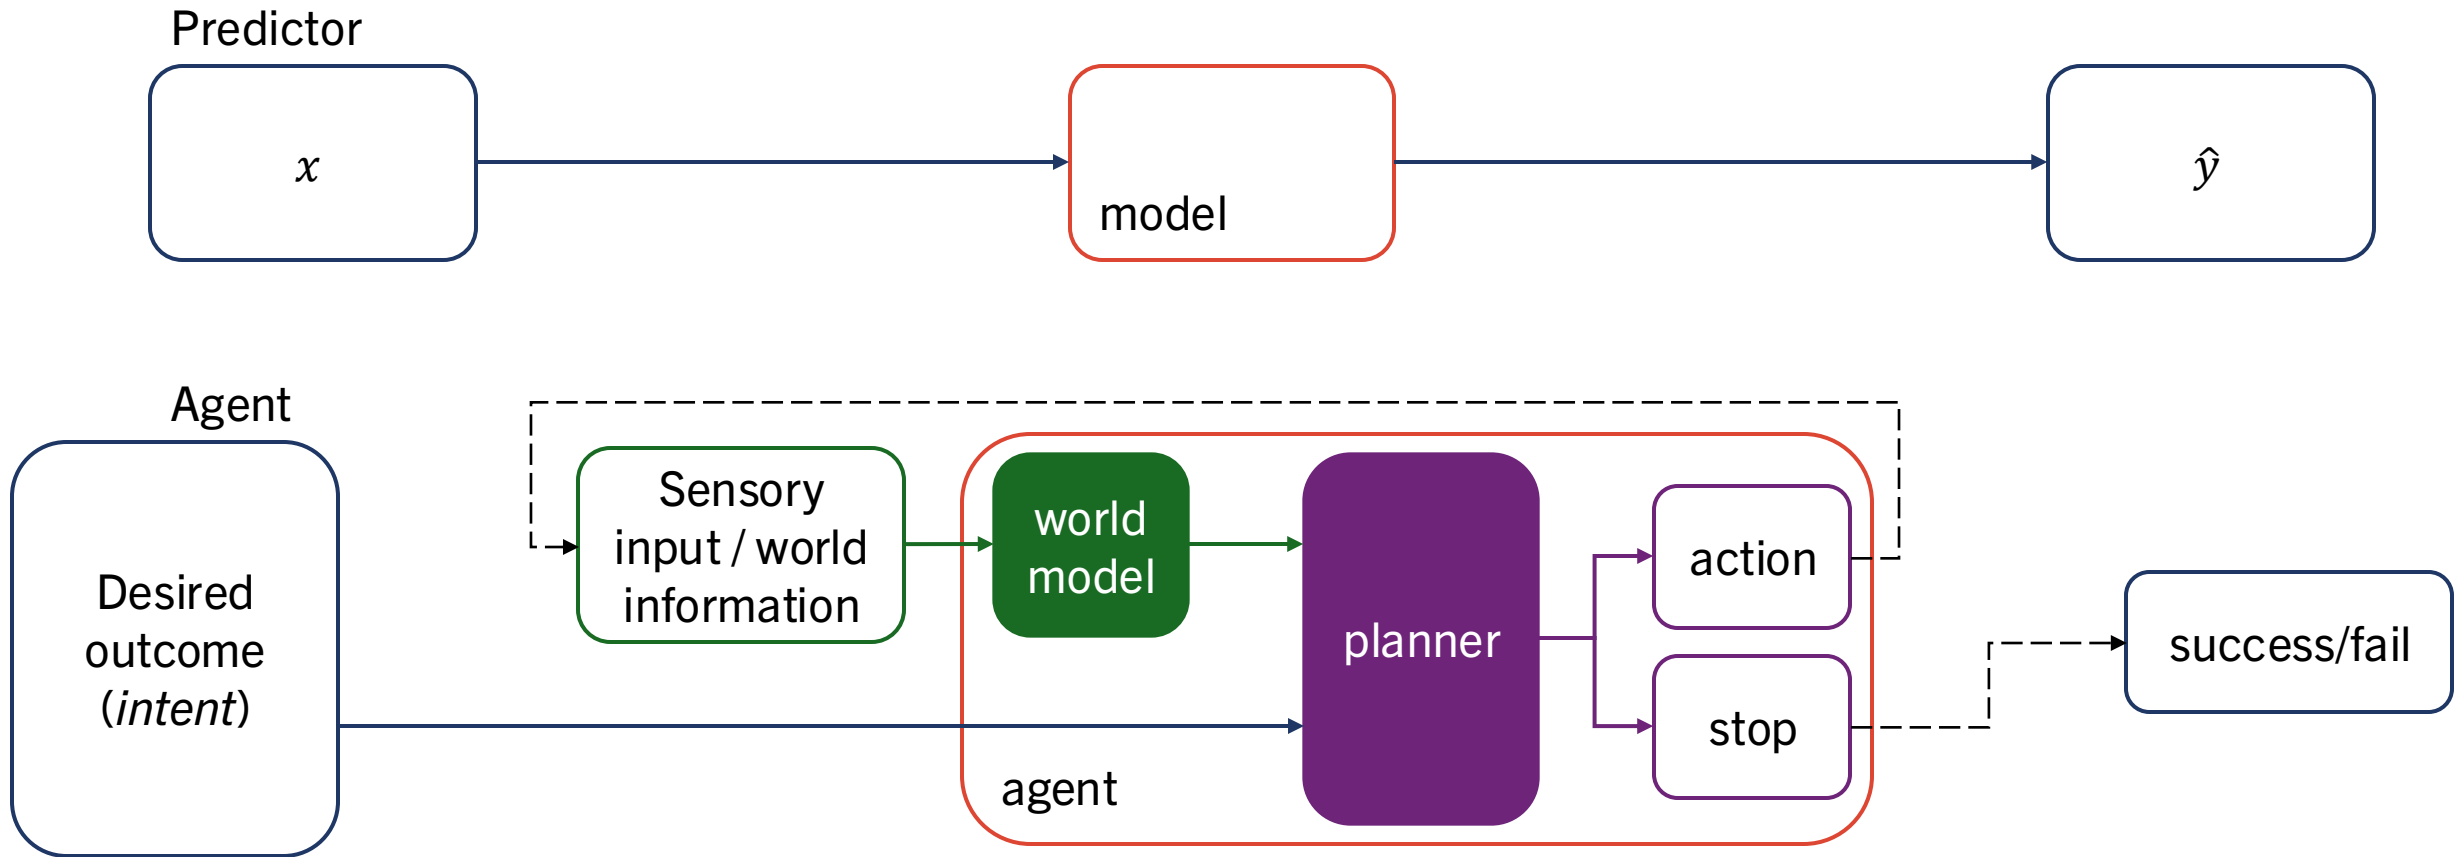 Predictor
x
model
ŷ
Agent
Desired
outcome
(intent)
Sensory
input / world
information
world
model
planner
action
stop
agent
success/fail